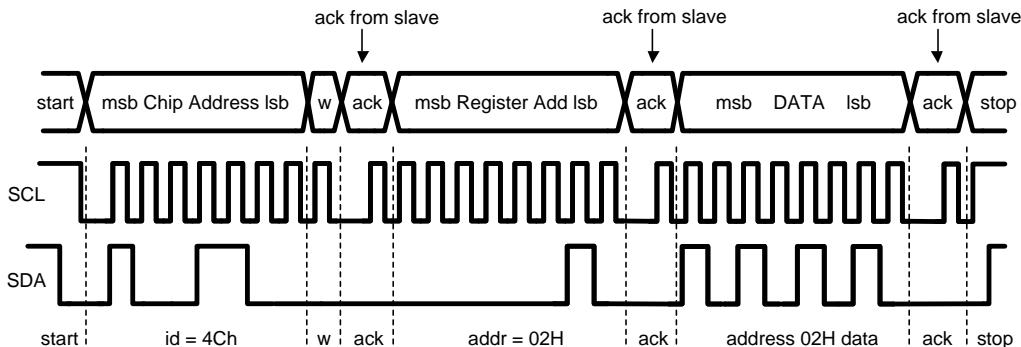 ack from slave ack from slave ack from slave
start msb Chip Address lsb w ack msb Register Add lsb ack msb DATA lsb ack stop
SCL
SDA
start id = 4Ch w ack addr = 02H ack address 02H data ack stop